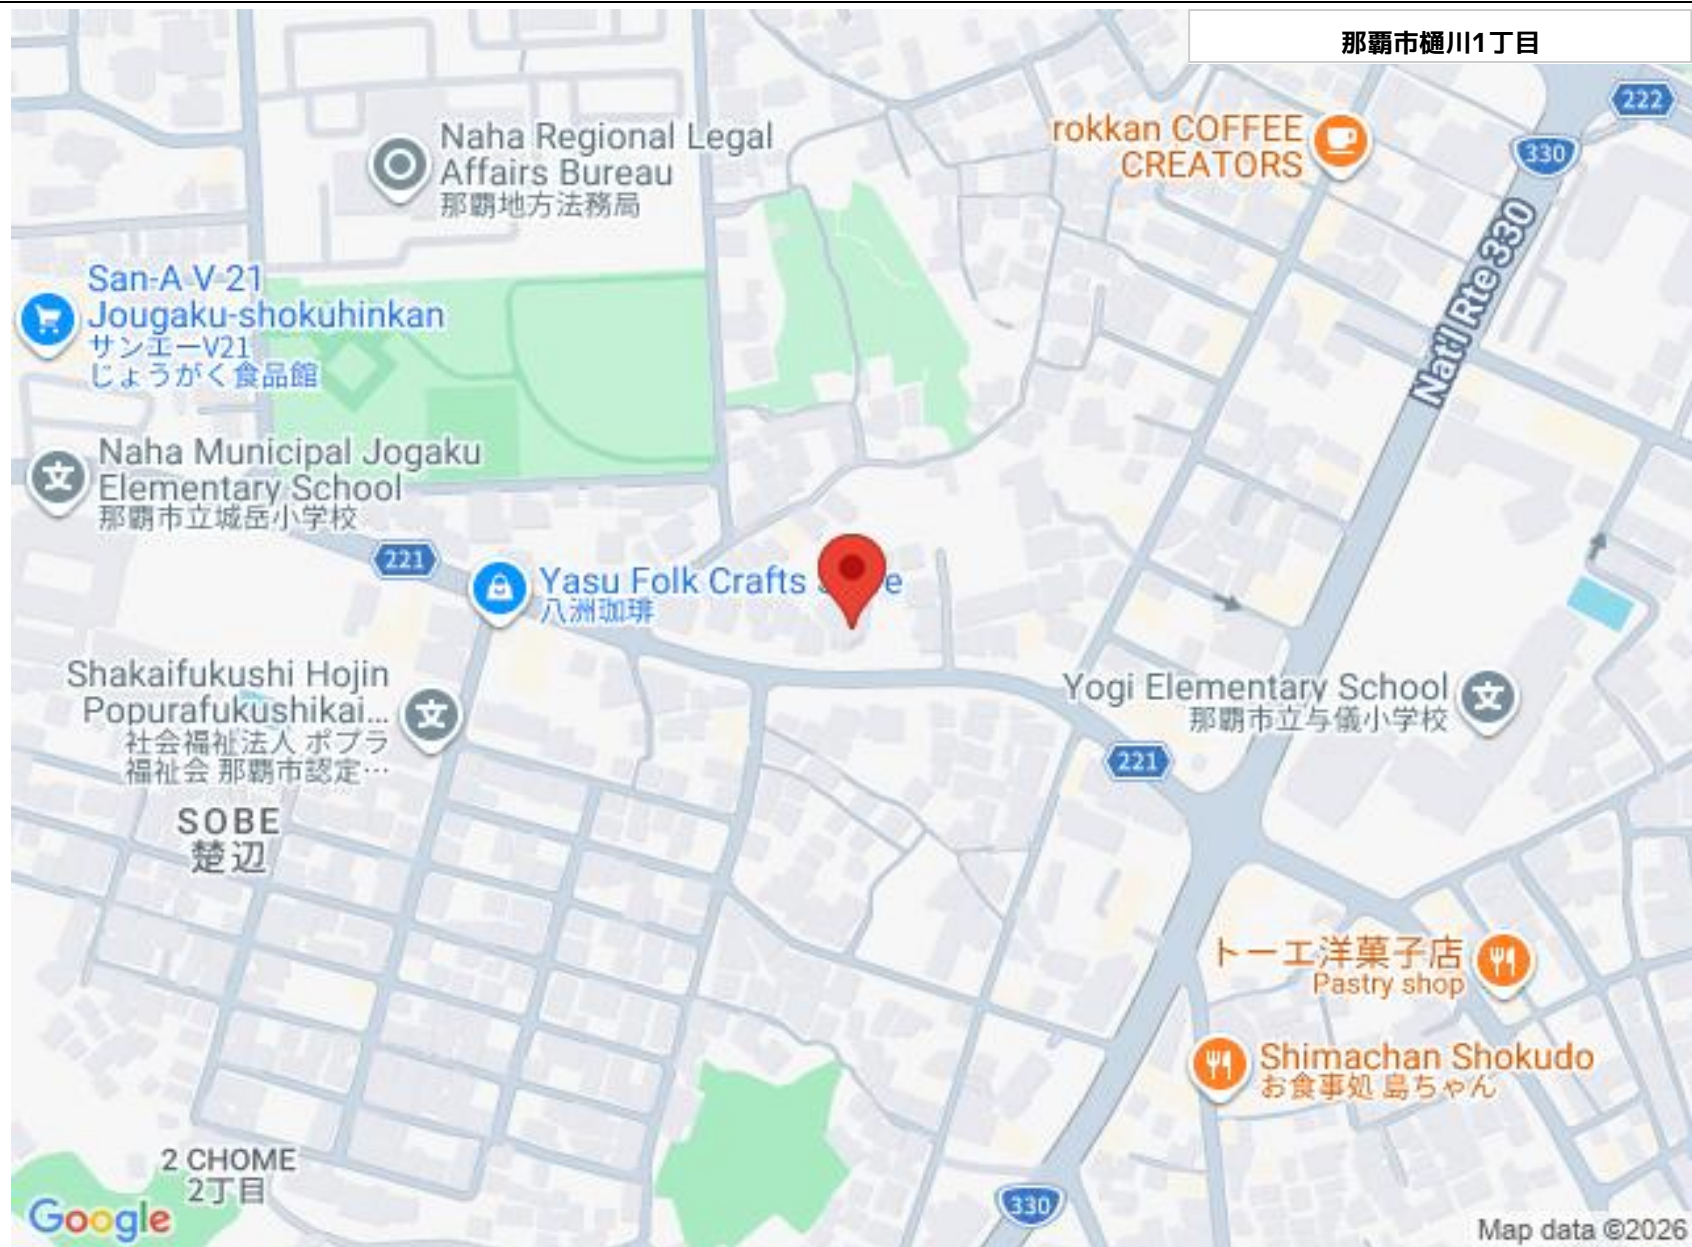 那覇市樋川1丁目
222
330
rokkan COFFEE
CREATORS
Naha Regional Legal
Affairs Bureau
那覇地方法務局
Nat'l Rte 330
San-A V-21
Jougaku-shokuhinkan
サンエーV21
じょうがく食品館
Naha Municipal Jogaku
Elementary School
那覇市立城岳小学校
221
Yasu Folk Crafts
八洲珈琲
Shakaifukushi Hojin
Popurafukushikai...
社会福祉法人 ポプラ
福祉会 那覇市認定…
Yogi Elementary School
那覇市立与儀小学校
221
SOBE
楚辺
トーエ洋菓子店
Pastry shop
Shimachan Shokudo
お食事処 島ちゃん
2 CHOME
2丁目
330
Google
Map data ©2026